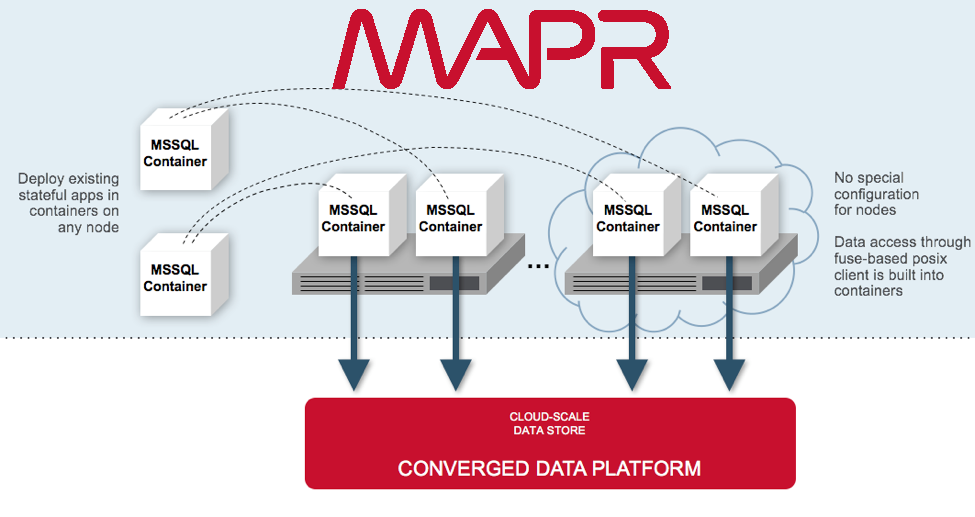 MAPR
MSSQL
Container
Deploy existing
stateful apps in
containers on
any node
MSSQL
Container
MSSQL
Container
MSSQL
Container
...
MSSQL
Container
MSSQL
Container
No special
configuration
for nodes
Data access through
fuse-based posix
client is built into
containers
CLOUD-SCALE
DATA STORE
CONVERGED DATA PLATFORM